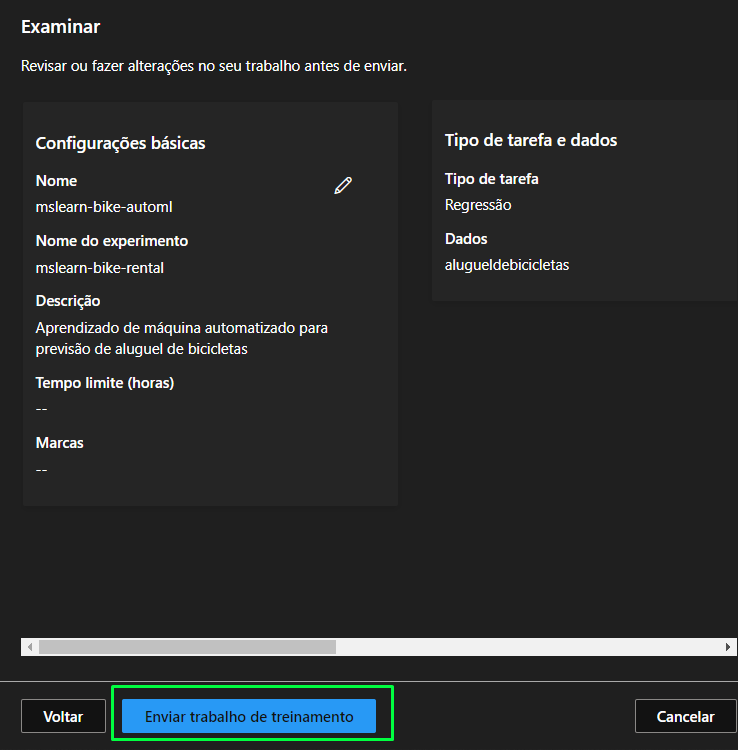 Examinar
Revisar ou fazer alterações no seu trabalho antes de enviar.
Configurações básicas
Nome
mslearn-bike-automl
Nome do experimento
mslearn-bike-rental
Descrição
Aprendizado de máquina automatizado para
previsão de aluguel de bicicletas
Tempo limite (horas)
--
Marcas
--
Tipo de tarefa e dados
Tipo de tarefa
Regressão
Dados
alugueldebicicletas
Voltar
Enviar trabalho de treinamento
Cancelar